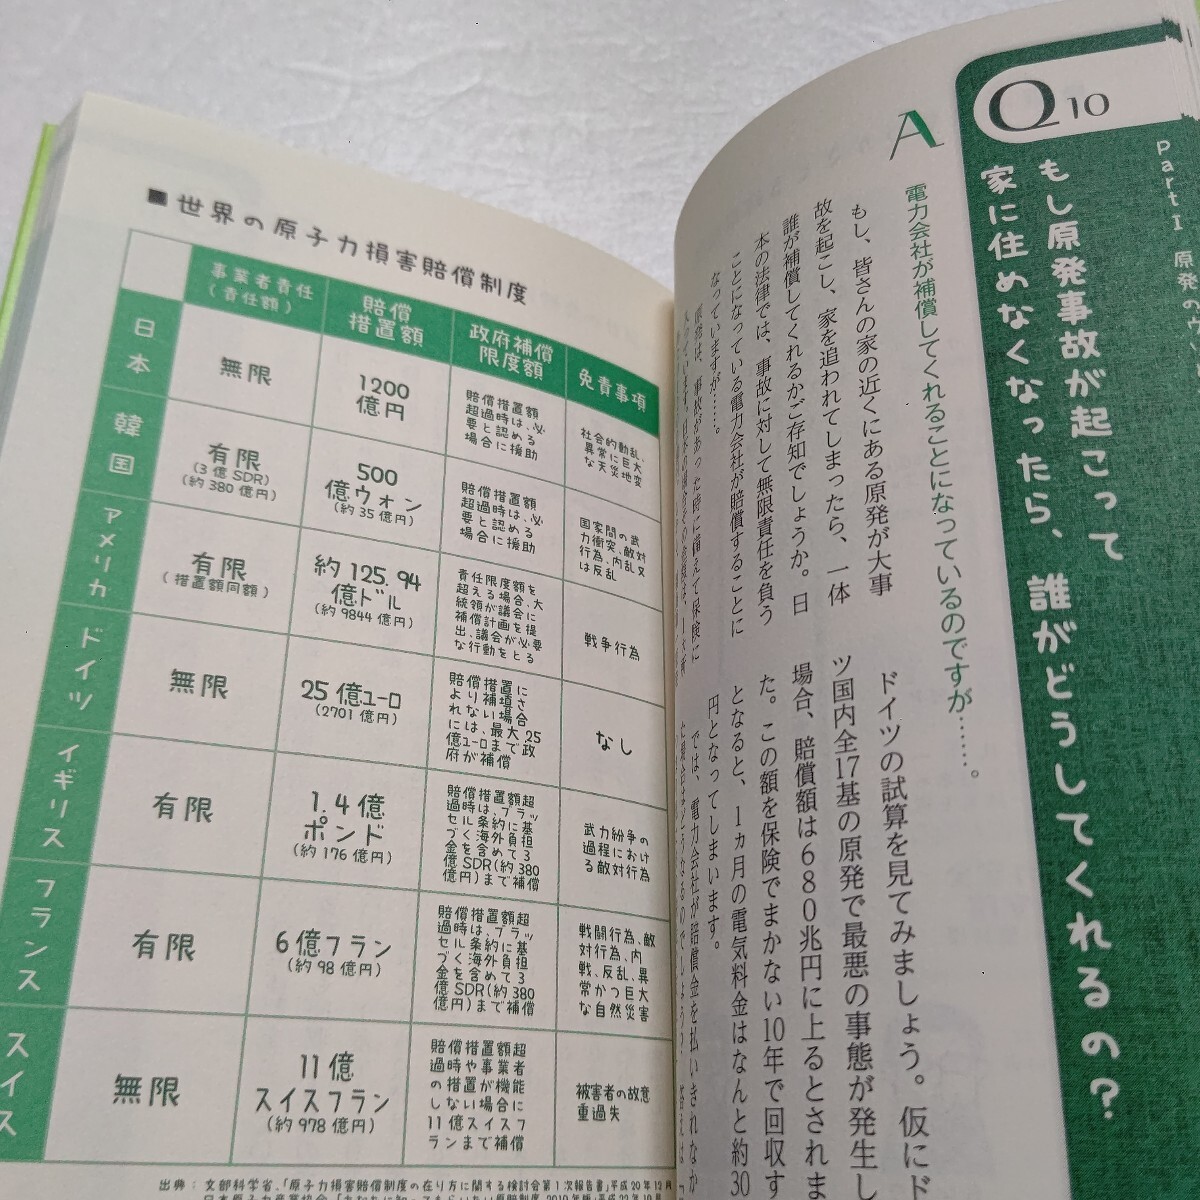 ■世界の原子力損害賠償制度
事業者責任
(責任額)
賠償
措置額
政府補償
限度額
免責事項
日本
無限
1200
億円
賠償措置額
超過時は、必
要と認める
場合に援助
社会的動乱、
異常に巨大
な天災地変
韓国
有限
(3億SDR)
(約380億円)
500
億ウォン
(約35億円)
賠償措置額
超過時は、必
要と認める
場合に援助
国家間の武
力衝突、敵対
行為、内乱又
は反乱
アメリカ
有限
(措置額同額)
約125.94
億ドル
(約9844億円)
責任限度額を
超える場合、大
統領が議会に
補償計画を提
出、議会が必要
な行動をとる
戦争行為
ドイツ
無限
25億ユーロ
(2701億円)
賠償措置に
より補填さ
れない場合
には、最大25
億ユーロまで政
府が補償
なし
イギリス
有限
1.4億
ポンド
(約176億円)
賠償措置額超
過時は、ブラッ
セル条約に基
づく海外負担
金を含めて3
億SDR(約380
億円)まで補償
武力紛争の
過程におけ
る敵対行為
フランス
有限
6億フラン
(約98億円)
賠償措置額超
過時は、ブラッ
セル条約に基
づく海外負担
金を含めて3
億SDR(約380
億円)まで補償
戦闘行為、敵
対行為、内
戦、反乱、異
常かつ巨大
な自然災害
スイス
無限
11億
スイスフラン
(約978億円)
賠償措置額超
過時や事業者
の措置が機能
しない場合に
11億スイスフ
ランまで補償
被害者の故意
重過失
出典：文部科学省、「原子力損害賠償制度の在り方に関する検討会第1次報告書」平成20年12月
Part I 原発の
Q10
もし原発事故が起こって
家に住めなくなったら、誰がどうしてくれるの？
A
電力会社が補償してくれることになっているのですが……。
もし、皆さんの家の近くにある原発が大事
故を起こし、家を追われてしまったら、一体
誰が補償してくれるかご存知でしょうか。日
本の法律では、事故に対して無限責任を負う
ことになっている電力会社が賠償することに
なっていますが……。
原発は、事故があった時に備えて保険に
ドイツの試算を見てみましょう。仮にド
ツ国内全17基の原発で最悪の事態が発生し
場合、賠償額は680兆円に上るとされま
た。この額を保険でまかない10年で回収す
となると、1ヵ月の電気料金はなんと約30
円となってしまいます。
では、電力会社が賠償金を払いきれなか